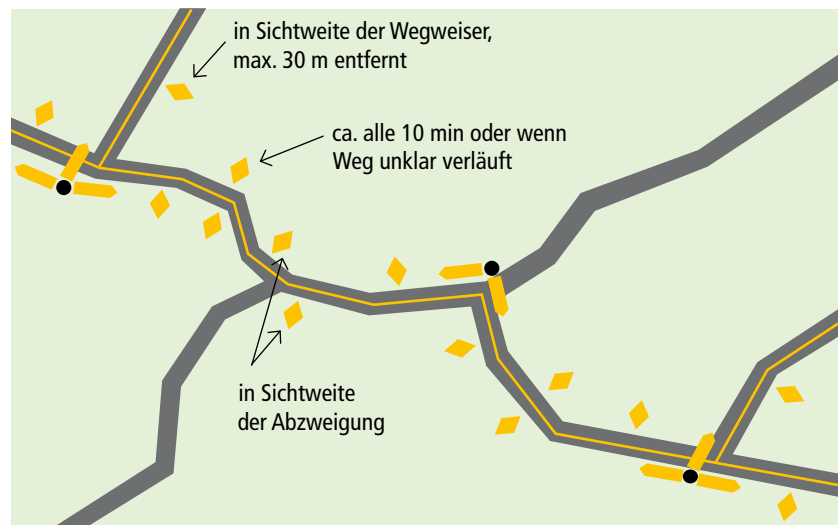 in Sichtweite der Wegweiser,
max. 30 m entfernt
ca. alle 10 min oder wenn
Weg unklar verläuft
in Sichtweite
der Abzweigung